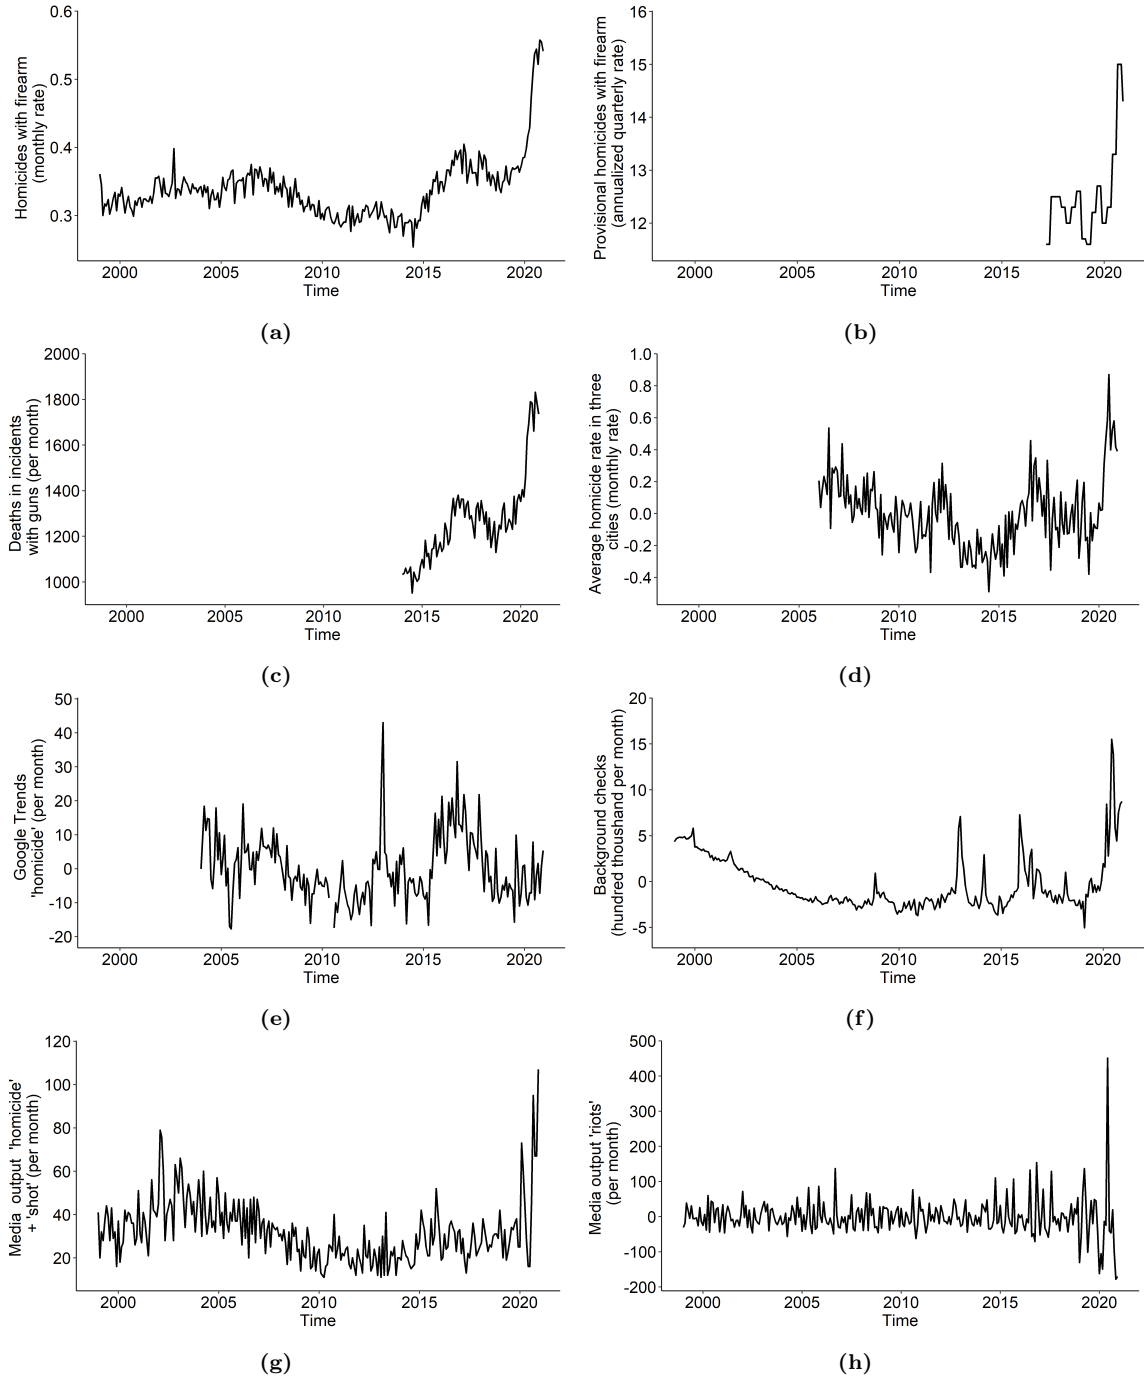 Homicides with firearm
(monthly rate)
0.6
0.5
0.4
0.3
2000 2005 2010 2015 2020
Time
(a)
Provisional homicides with firearm
(annualized quarterly rate)
16
15
14
13
12
2000 2005 2010 2015 2020
Time
(b)
Deaths in incidents
with guns (per month)
2000
1800
1600
1400
1200
1000
2000 2005 2010 2015 2020
Time
(c)
Average homicide rate in three
cities (monthly rate)
1.0
0.8
0.6
0.4
0.2
0.0
-0.2
-0.4
2000 2005 2010 2015 2020
Time
(d)
Google Trends
'homicide' (per month)
50
40
30
20
10
0
-10
-20
2000 2005 2010 2015 2020
Time
(e)
Background checks
(hundred thoushand per month)
20
15
10
5
0
-5
2000 2005 2010 2015 2020
Time
(f)
Media output 'homicide'
+ 'shot' (per month)
120
100
80
60
40
20
2000 2005 2010 2015 2020
Time
(g)
Media output 'riots'
(per month)
500
400
300
200
100
0
-100
-200
2000 2005 2010 2015 2020
Time
(h)